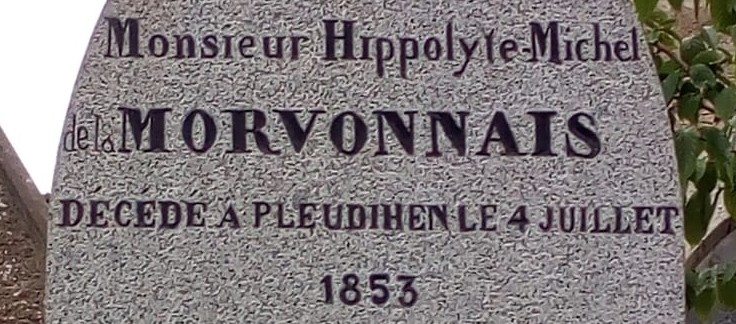 Monsieur Hippolyte-Michel
de la MORVONNAIS
DECEDE A PLEUDIHEN LE 4 JUILLET
1853